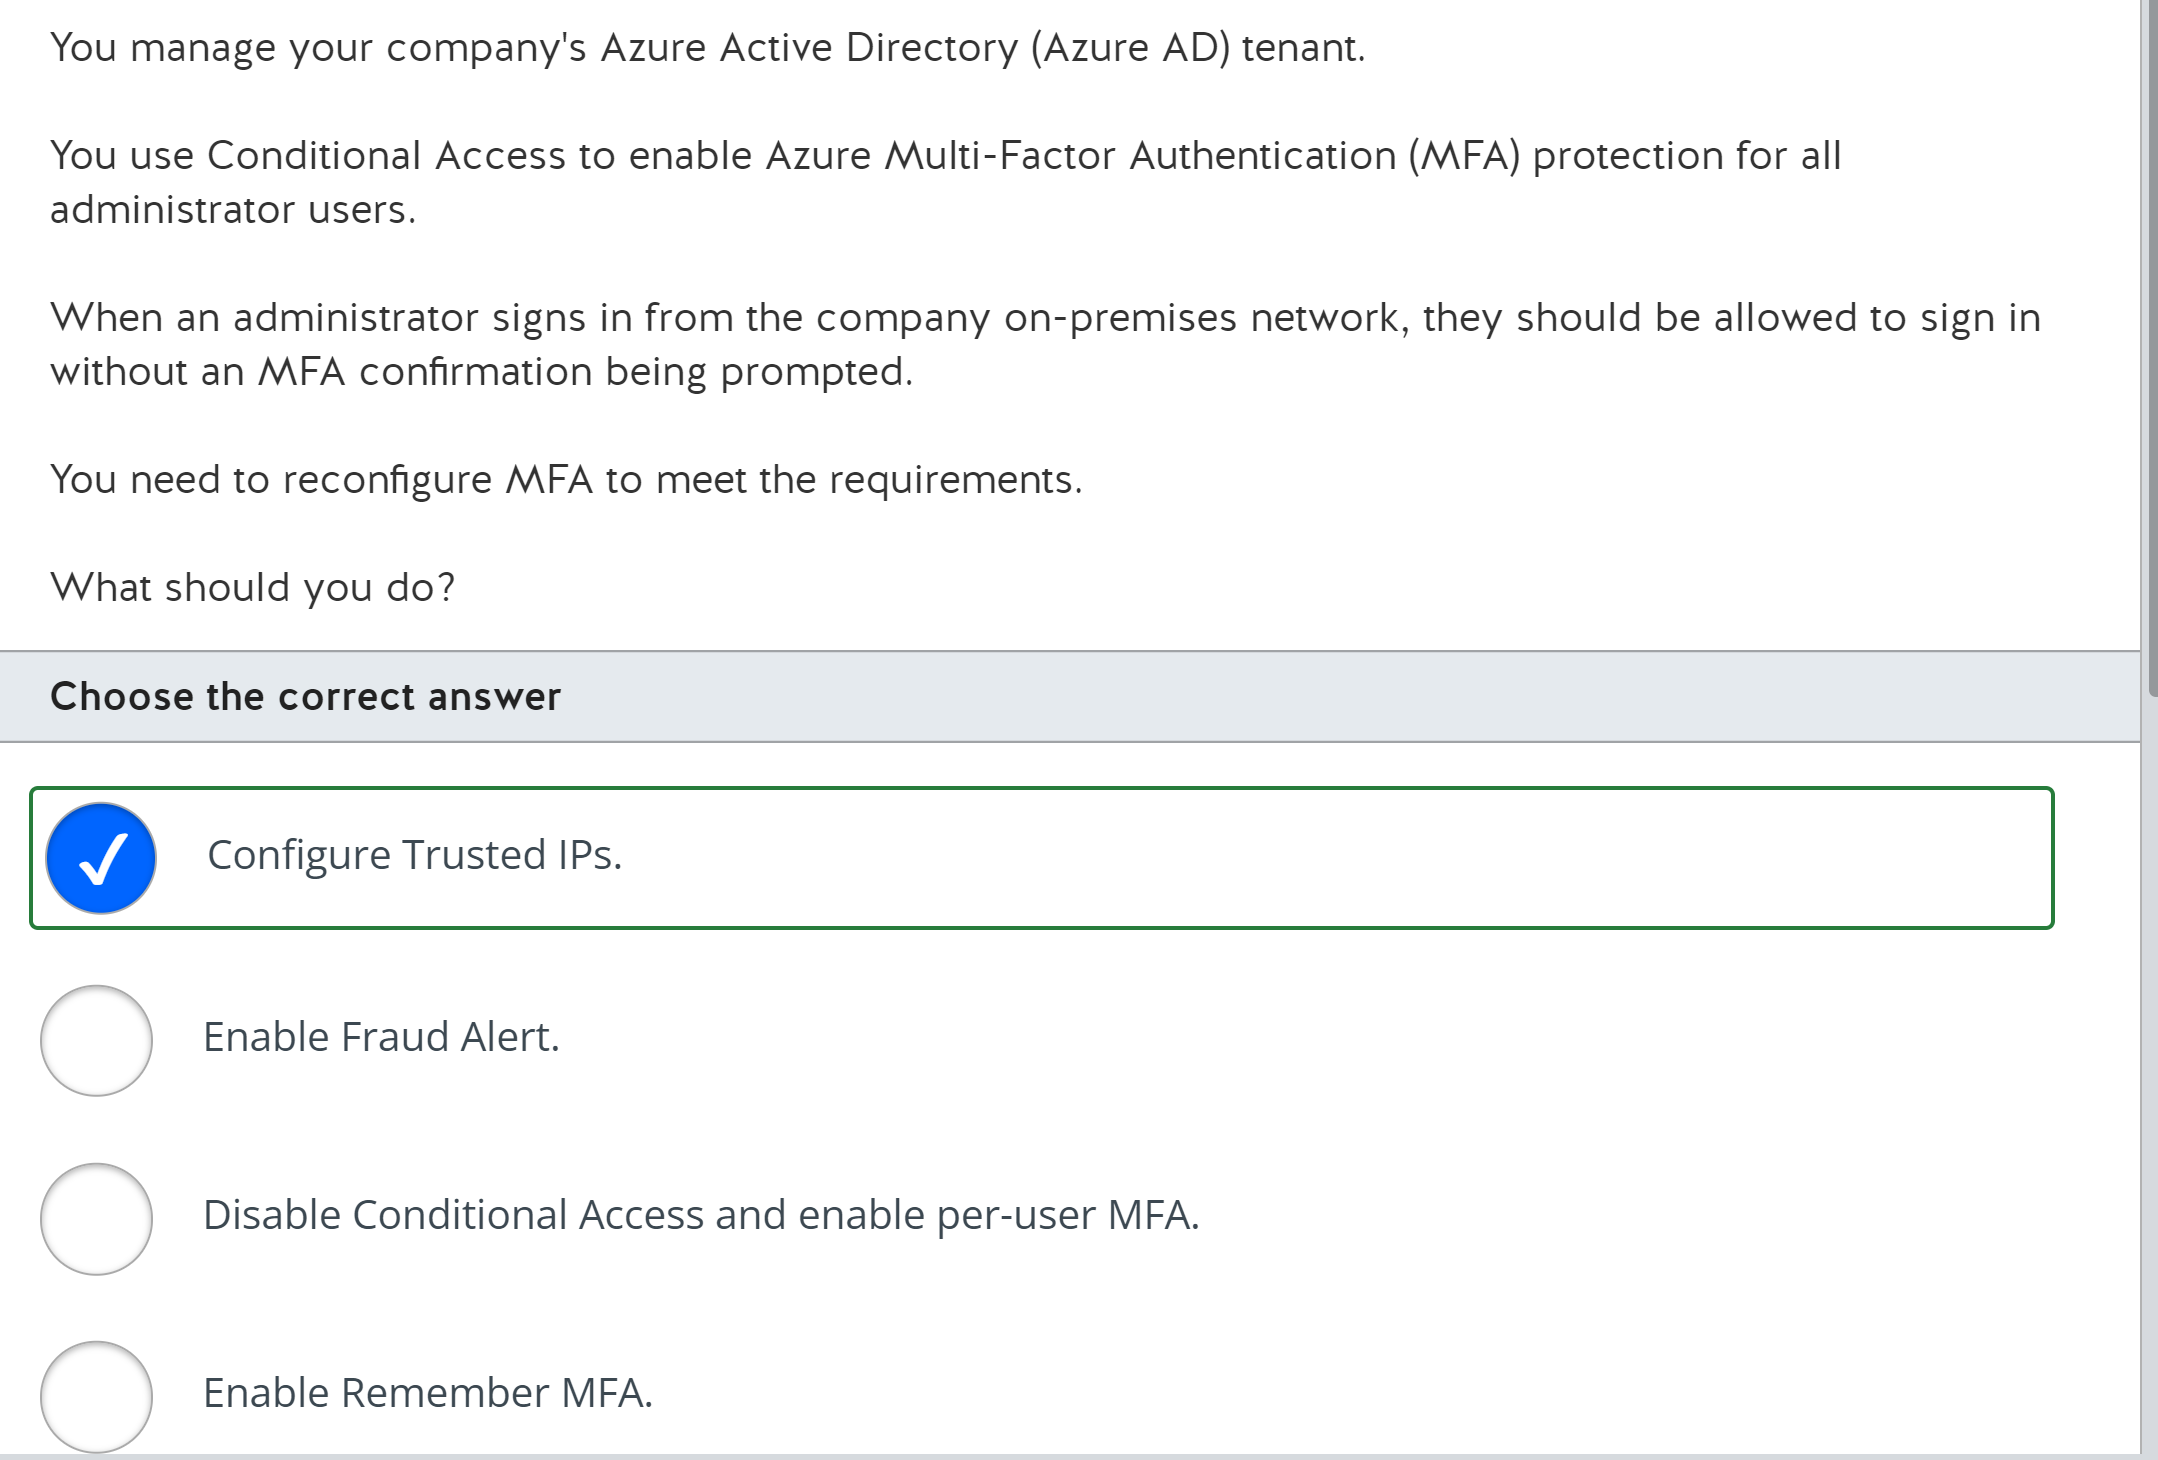 You manage your company's Azure Active Directory (Azure AD) tenant.
You use Conditional Access to enable Azure Multi-Factor Authentication (MFA) protection for all
administrator users.
When an administrator signs in from the company on-premises network, they should be allowed to sign in
without an MFA confirmation being prompted.
You need to reconfigure MFA to meet the requirements.
What should you do?
Choose the correct answer
Configure Trusted IPs.
Enable Fraud Alert.
Disable Conditional Access and enable per-user MFA.
Enable Remember MFA.